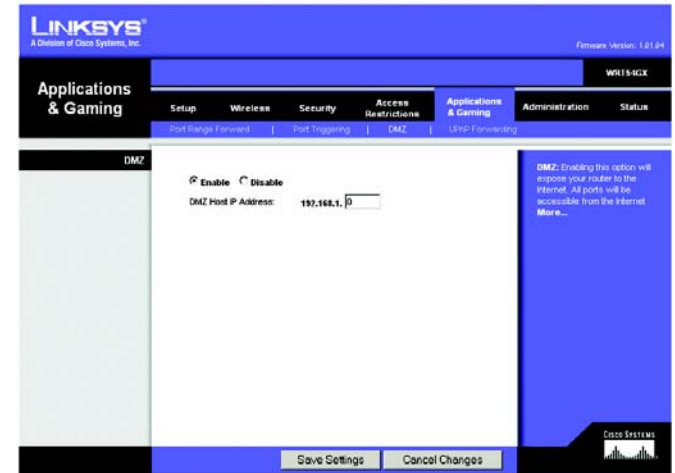 LINKSYS®
A Division of Cisco Systems, Inc.
Firmware Version: 1.01.04
WRT54GX
Applications & Gaming
Setup Wireless Security Access Restrictions Applications & Gaming Administration Status
Port Range Forward | Port Triggering | DMZ | UPnP Forwarding
DMZ
Enable Disable
DMZ Host IP Address: 192.168.1. 0
DMZ: Enabling this option will
expose your router to the
Internet. All ports will be
accessible from the Internet
More...
Save Settings Cancel Changes
CISCO SYSTEMS